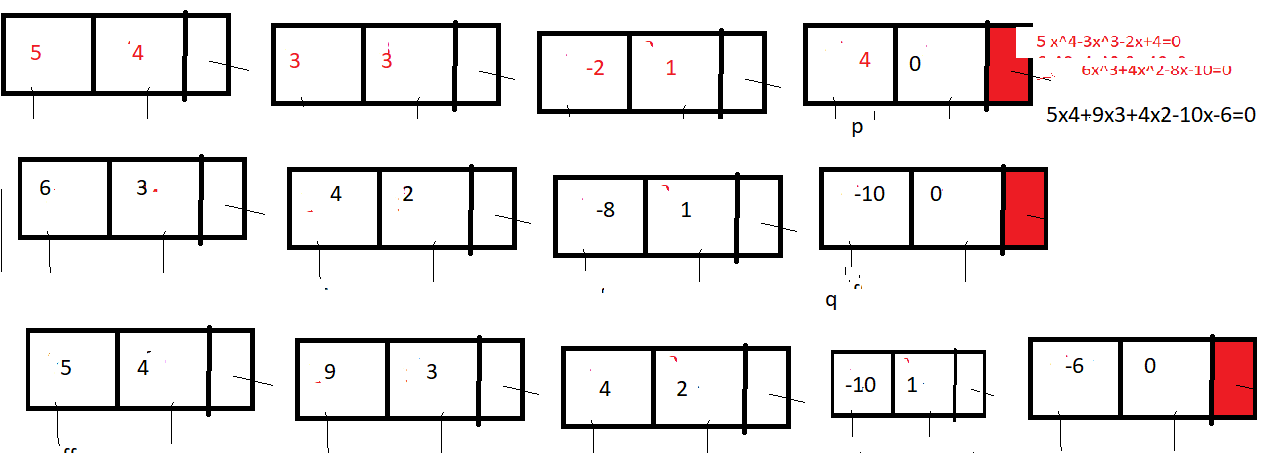 5 4 3 3 -2 1 4 0
5 x^4-3x^3-2x+4=0
6x^3+4x^2-8x-10=0
5x4+9x3+4x2-10x-6=0
p
6 3 4 2 -8 1 -10 0
q
5 4 9 3 4 2 -10 1 -6 0